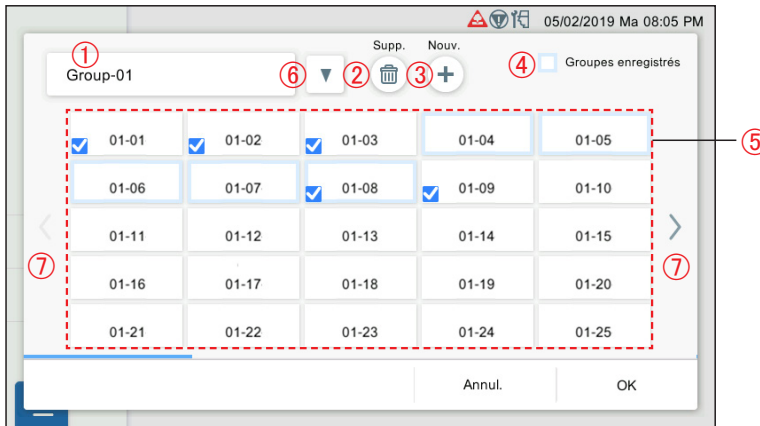 05/02/2019 Ma 08:05 PM
Supp. Nouv.
① Group-01 ⑥ ▼ ② ③ + ④ Groupes enregistrés
01-01 01-02 01-03 01-04 01-05 ⑤
01-06 01-07 01-08 01-09 01-10
01-11 01-12 01-13 01-14 01-15
⑦ ⑦
01-16 01-17 01-18 01-19 01-20
01-21 01-22 01-23 01-24 01-25
Annul. OK